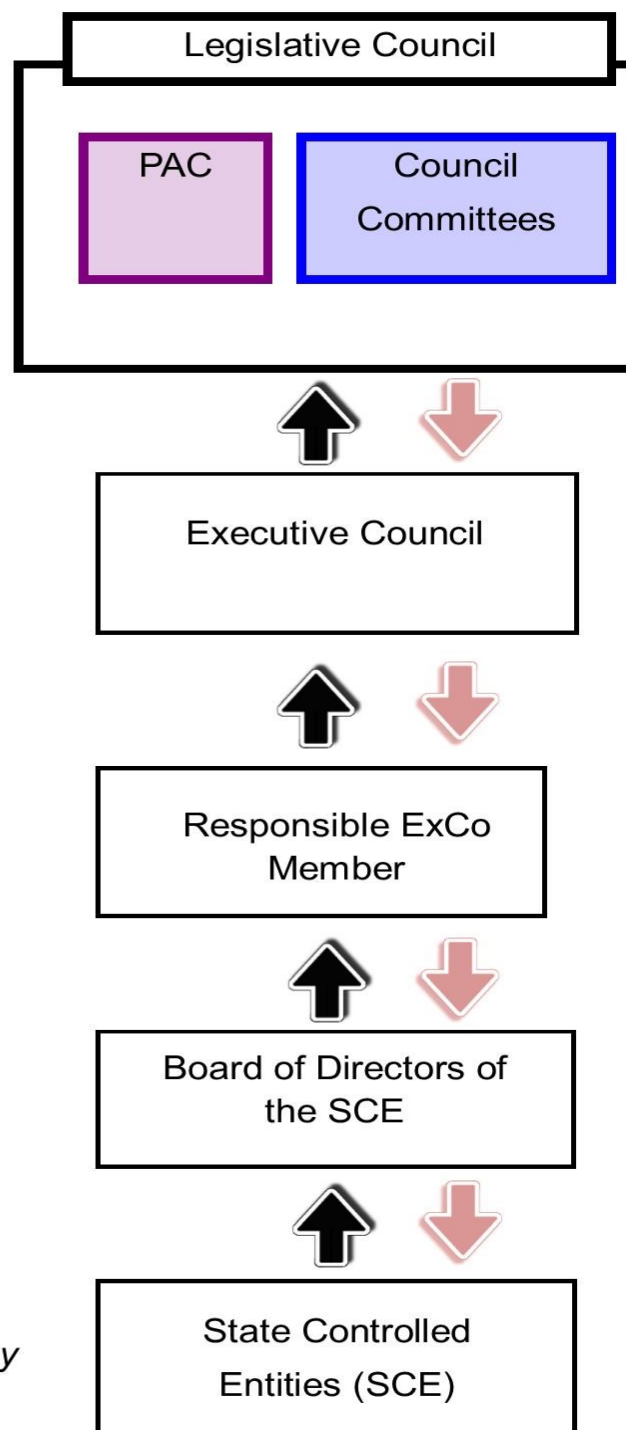 Legislative Council
PAC
Council
Committees
Executive Council
Responsible ExCo
Member
Board of Directors of
the SCE
State Controlled
Entities (SCE)
y